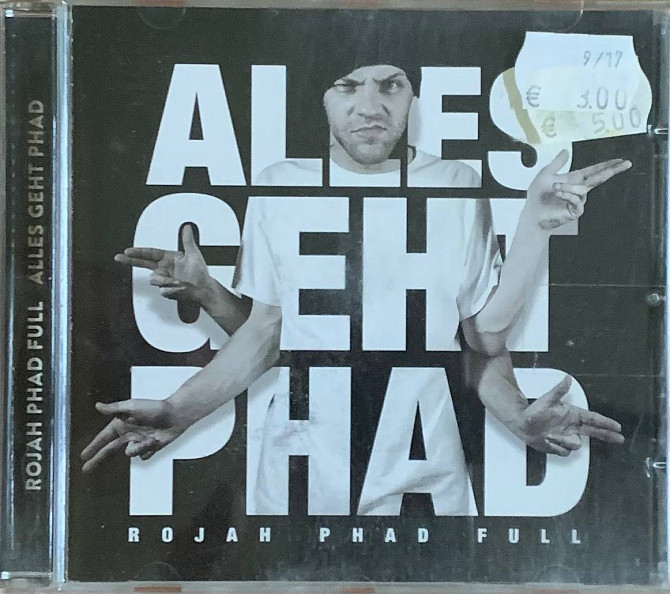 ROJAH PHAD FULL ALLES GEHT PHAD
ALLES
GEHT
PHAD
ROJAH PHAD FULL
9/17
€ 3.00
€ 5.00